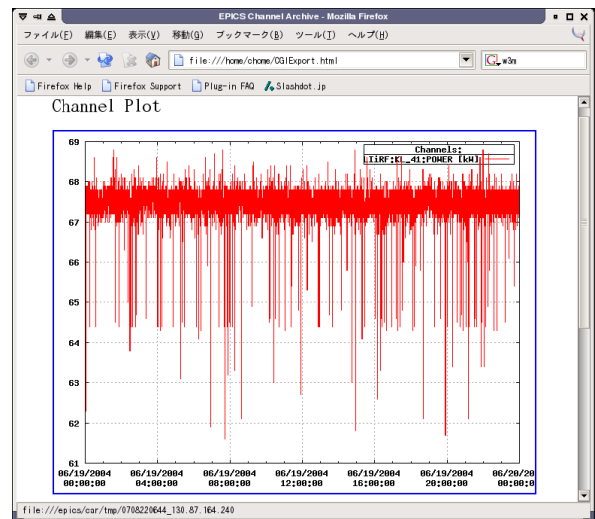 EPICS Channel Archive - Mozilla Firefox
ファイル(F) 編集(E) 表示(V) 移動(G) ブックマーク(B) ツール(T) ヘルプ(H)
file:///home/chome/CGIExport.html
G w3m
Firefox Help Firefox Support Plug-in FAQ Slashdot.jp
Channel Plot
Channels:
LIiRF:KL_41:POWER [kW]
69
68
67
66
65
64
63
62
61
06/19/2004 06/19/2004 06/19/2004 06/19/2004 06/19/2004 06/19/2004 06/20/20
00:00:00 04:00:00 08:00:00 12:00:00 16:00:00 20:00:00 00:00:0
file:///epics/car/tmp/0708220644_130.87.164.240